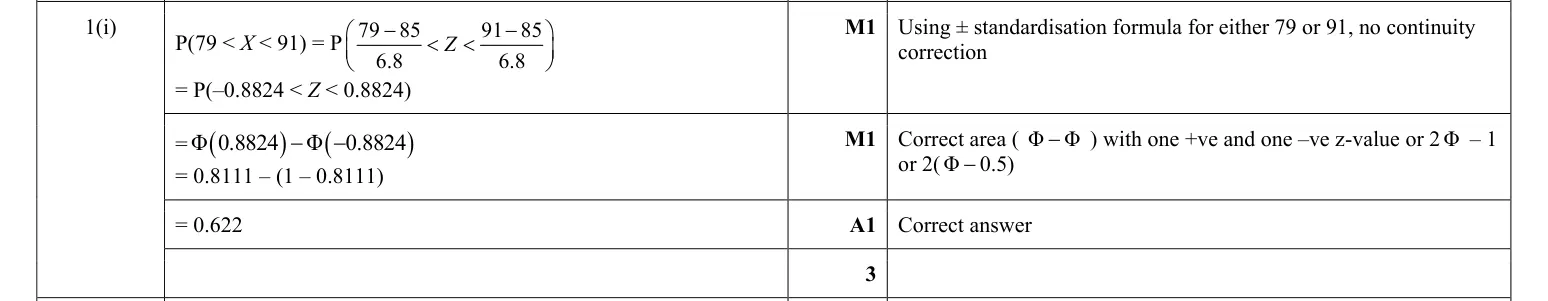 1(i)
P(79 < X < 91) = P((79 – 85)/6.8 < Z < (91 – 85)/6.8)
= P(–0.8824 < Z < 0.8824)
M1
Using ± standardisation formula for either 79 or 91, no continuity
correction
= Φ(0.8824) – Φ(–0.8824)
= 0.8111 – (1 – 0.8111)
M1
Correct area ( Φ – Φ ) with one +ve and one –ve z-value or 2Φ – 1
or 2(Φ – 0.5)
= 0.622
A1
Correct answer
3